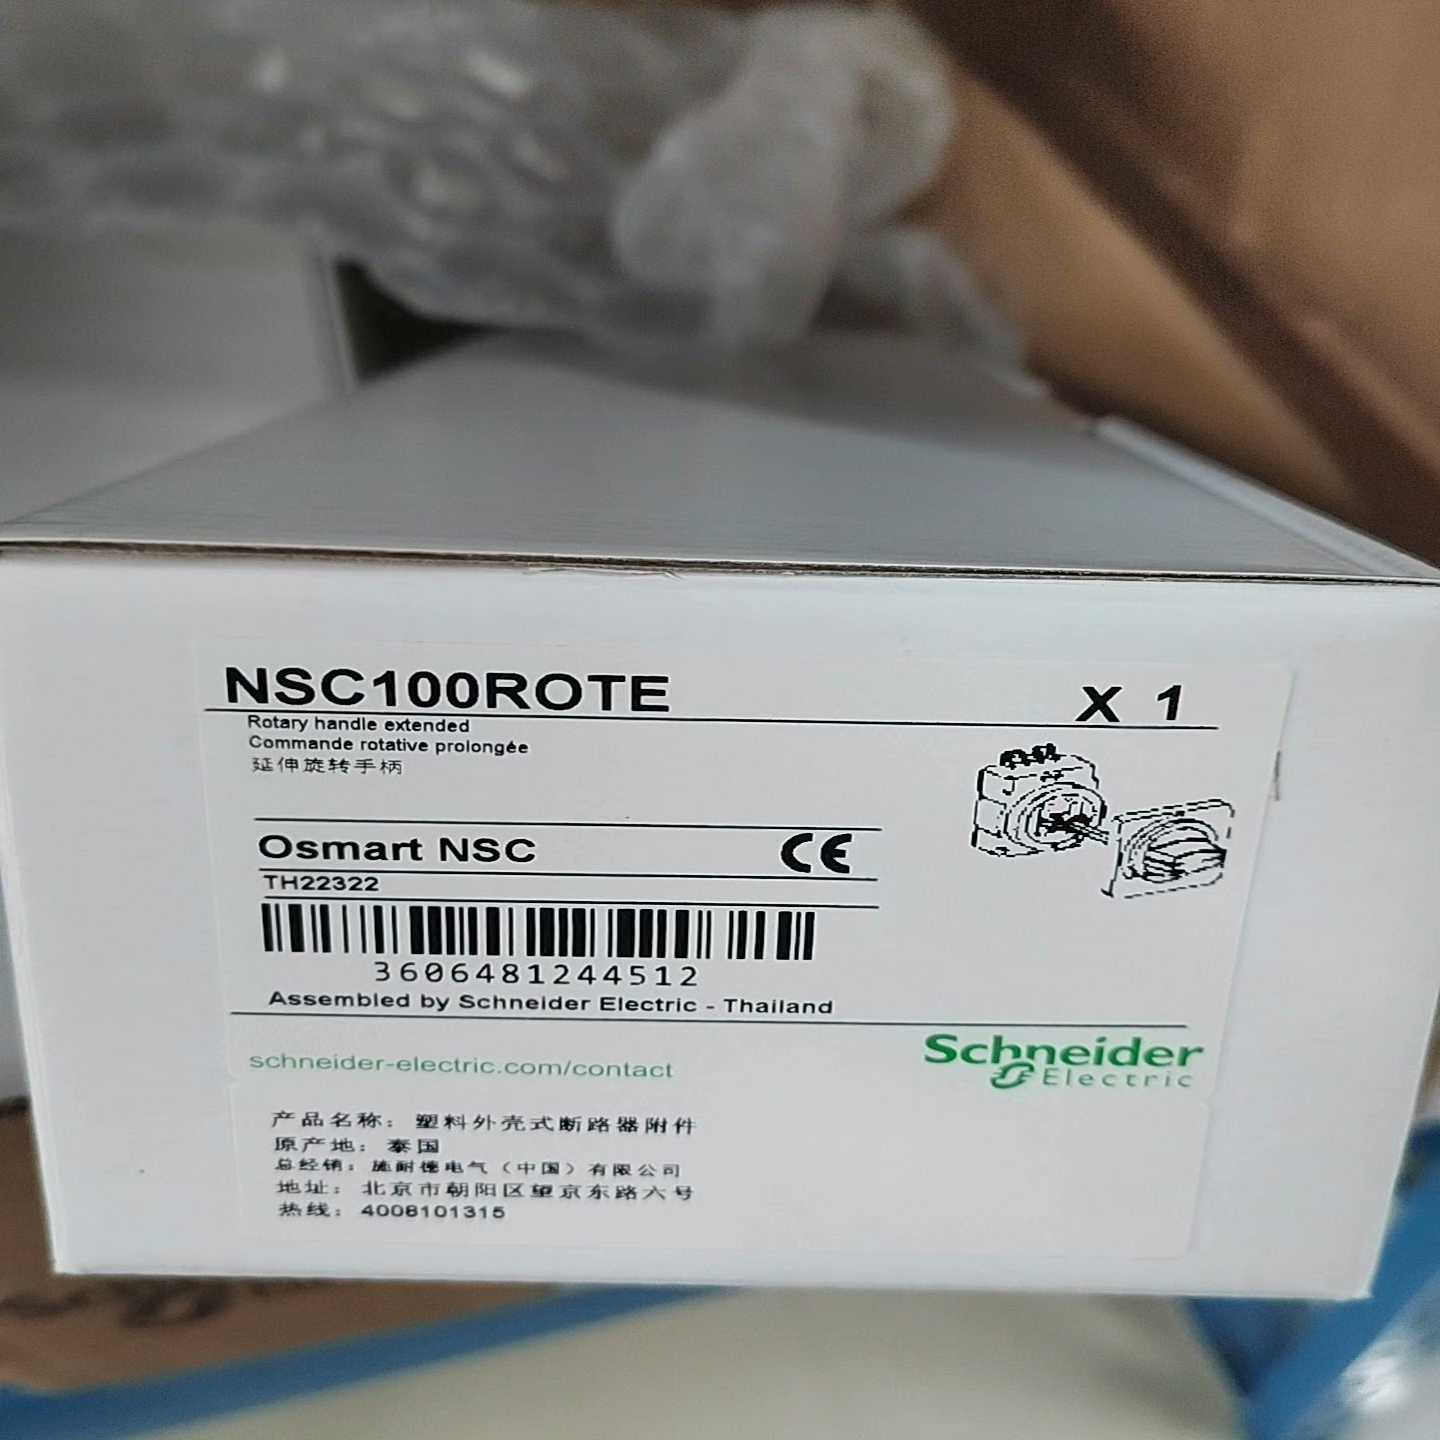 NSC100ROTE X 1
Rotary handle extended
Commande rotative prolongée
延伸旋转手柄
Osmart NSC CE
TH22322
3606481244512
Assembled by Schneider Electric - Thailand
schneider-electric.com/contact
Schneider
Electric
产品名称：塑料外壳式断路器附件
原产地：泰国
总经销：施耐德电气（中国）有限公司
地址：北京市朝阳区望京东路六号
热线：4008101315